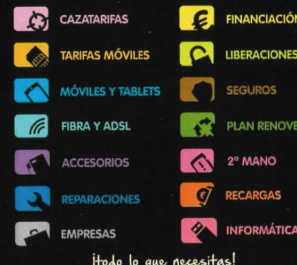 CAZATARIFAS
TARIFAS MÓVILES
MÓVILES Y TABLETS
FIBRA Y ADSL
ACCESORIOS
REPARACIONES
EMPRESAS
€ FINANCIACIÓN
LIBERACIONES
SEGUROS
PLAN RENOVE
2ª MANO
RECARGAS
INFORMÁTICA
¡todo lo que necesitas!